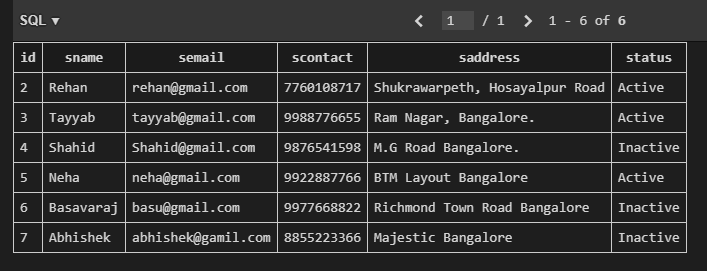 SQL ▼ < 1 / 1 > 1 - 6 of 6
id sname semail scontact saddress status
2 Rehan rehan@gmail.com 7760108717 Shukrawarpeth, Hosayalpur Road Active
3 Tayyab tayyab@gmail.com 9988776655 Ram Nagar, Bangalore. Active
4 Shahid Shahid@gmail.com 9876541598 M.G Road Bangalore. Inactive
5 Neha neha@gmail.com 9922887766 BTM Layout Bangalore Active
6 Basavaraj basu@gmail.com 9977668822 Richmond Town Road Bangalore Inactive
7 Abhishek abhishek@gamil.com 8855223366 Majestic Bangalore Inactive